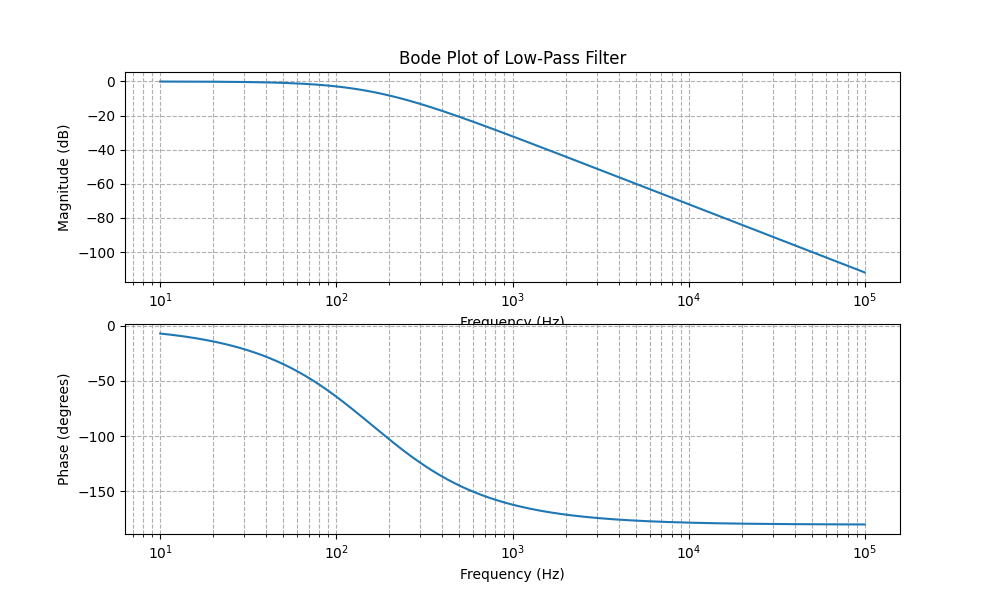 Bode Plot of Low-Pass Filter
Magnitude (dB)
0
−20
−40
−60
−80
−100
10¹ 10² 10³ 10⁴ 10⁵
Frequency (Hz)
Phase (degrees)
0
−50
−100
−150
10¹ 10² 10³ 10⁴ 10⁵
Frequency (Hz)